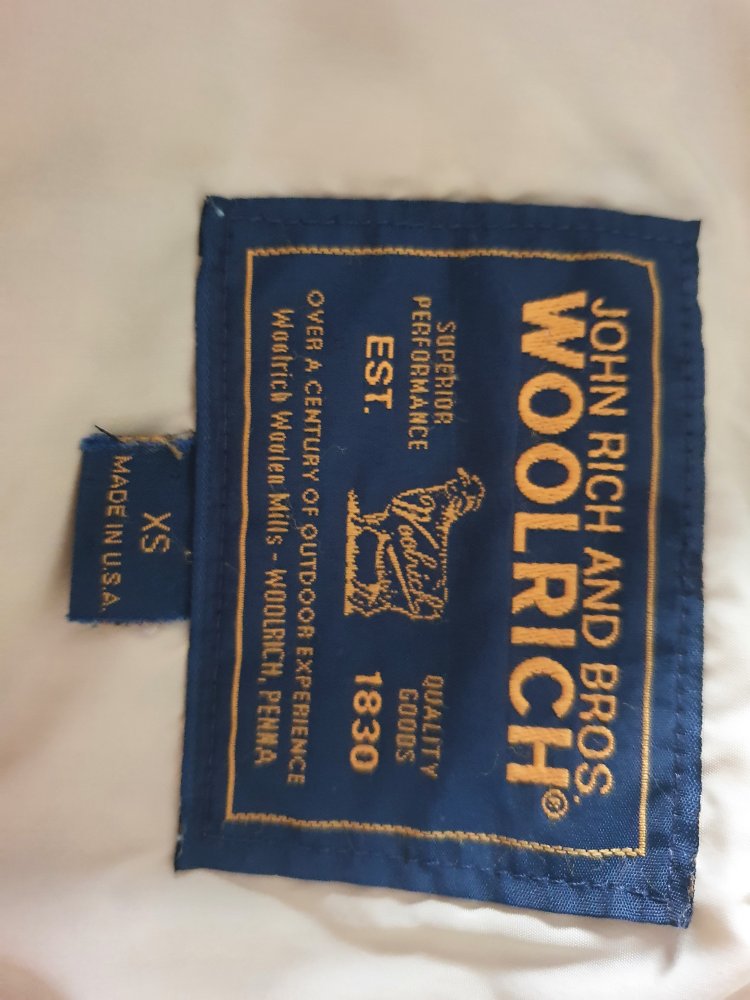 JOHN RICH AND BROS.
WOOLRICH®
SUPERIOR
PERFORMANCE
QUALITY
GOODS
Woolrich
EST.
1830
OVER A CENTURY OF OUTDOOR EXPERIENCE
Woolrich Woolen Mills - WOOLRICH, PENNA
XS
MADE IN U.S.A.